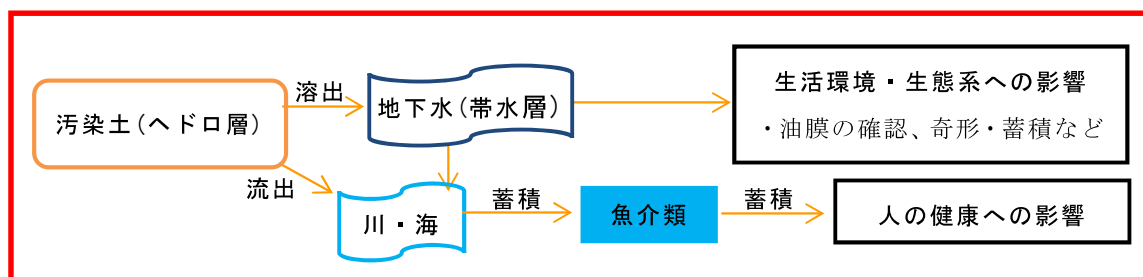 汚染土(ヘドロ層)
溶出
地下水(帯水層)
生活環境・生態系への影響
・油膜の確認、奇形・蓄積など
流出
川・海
蓄積
魚介類
蓄積
人の健康への影響